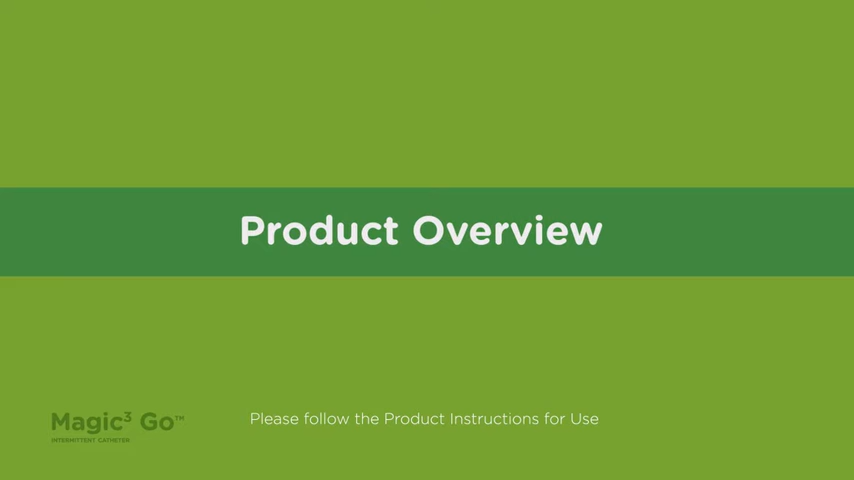 Product Overview
Please follow the Product Instructions for Use
Magic³ Go™
INTERMITTENT CATHETER